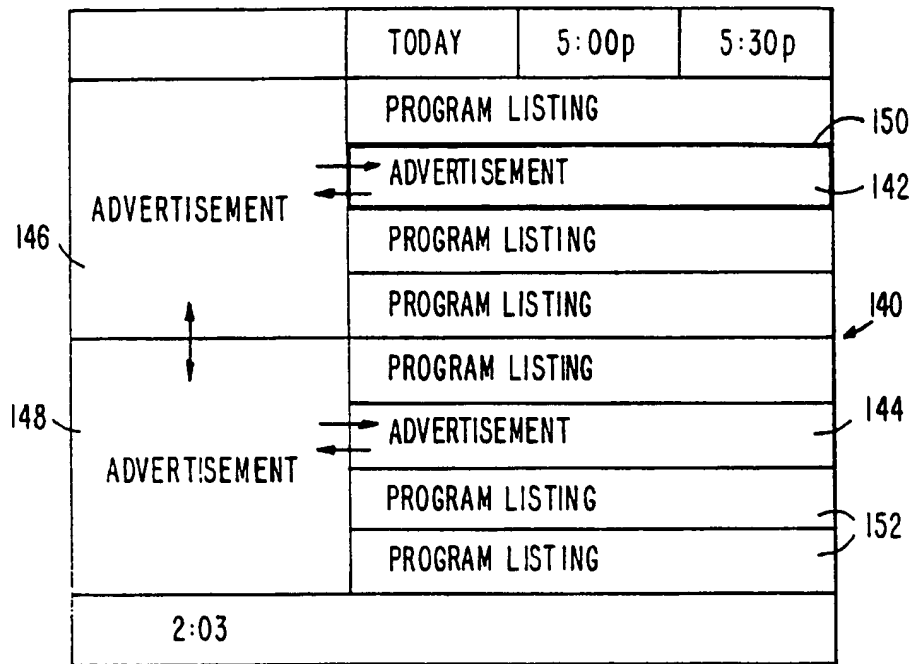 TODAY 5:00p 5:30p
PROGRAM LISTING
150
ADVERTISEMENT
142
ADVERTISEMENT
146
PROGRAM LISTING
PROGRAM LISTING
140
PROGRAM LISTING
148
ADVERTISEMENT
144
ADVERTISEMENT
PROGRAM LISTING
152
PROGRAM LISTING
2:03